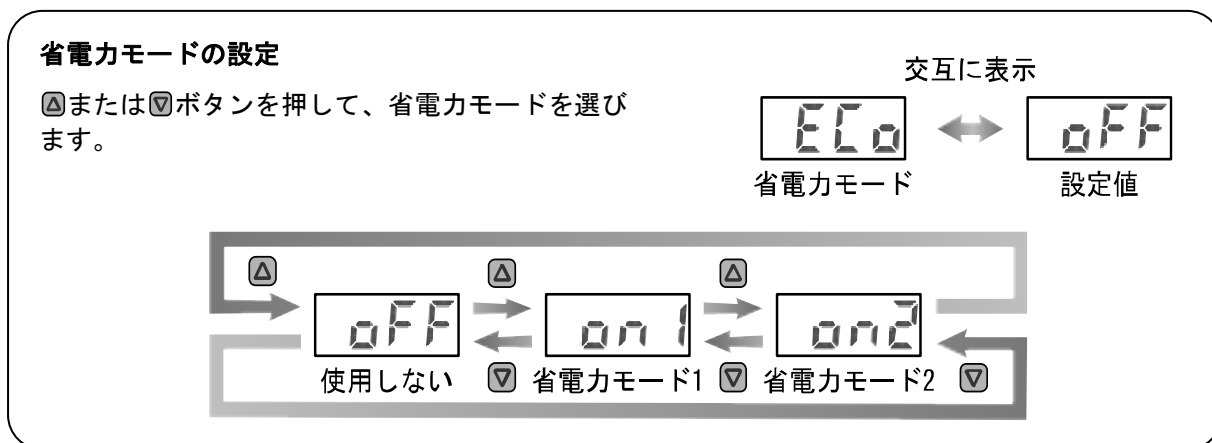 省電力モードの設定
△または▽ボタンを押して、省電力モードを選び
ます。
交互に表示
ECo
oFF
省電力モード
設定値
△
△
△
oFF
on1
on2
使用しない
▽
省電力モード1
▽
省電力モード2
▽